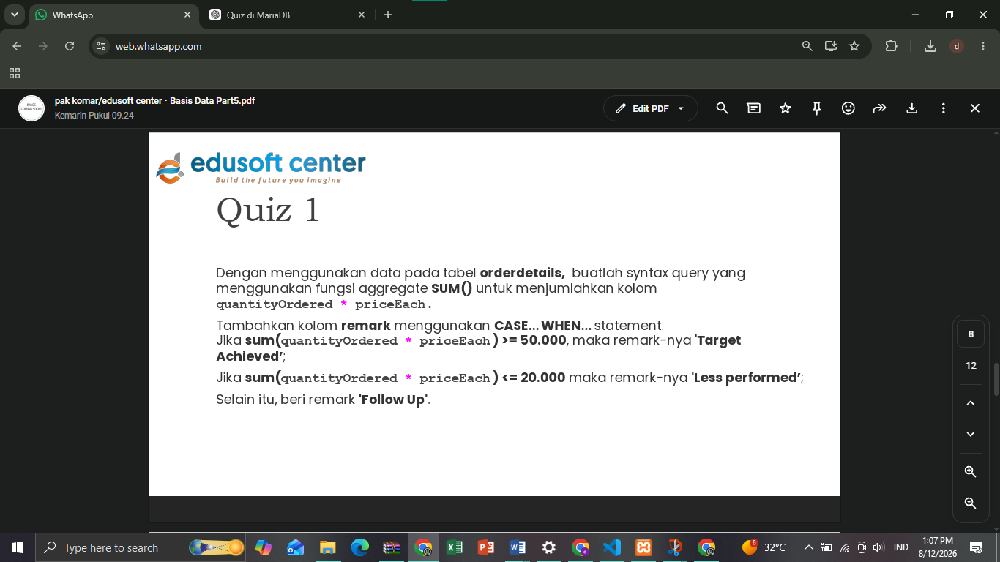 WhatsApp
Quiz di MariaDB
web.whatsapp.com
d
pak komar/edusoft center · Basis Data Part5.pdf
Kemarin Pukul 09.24
Edit PDF
IMAGE
COMING SOON
edusoft center
Build the future you imagine
Quiz 1
Dengan menggunakan data pada tabel orderdetails, buatlah syntax query yang
menggunakan fungsi aggregate SUM() untuk menjumlahkan kolom
quantityOrdered * priceEach.
Tambahkan kolom remark menggunakan CASE... WHEN... statement.
Jika sum(quantityOrdered * priceEach) >= 50.000, maka remark-nya 'Target
Achieved’;
Jika sum(quantityOrdered * priceEach) <= 20.000 maka remark-nya 'Less performed’;
Selain itu, beri remark 'Follow Up'.
8
12
Type here to search
6
32°C
IND
1:07 PM
8/12/2026